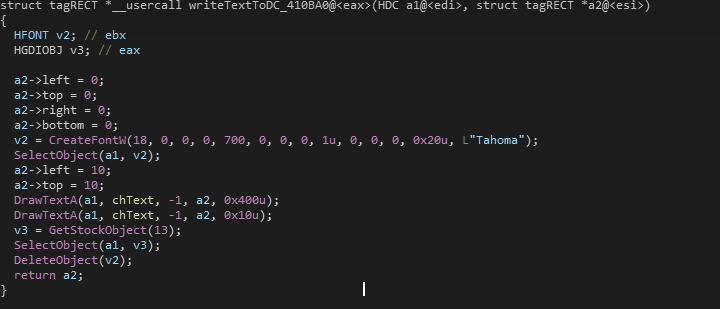 struct tagRECT *__usercall writeTextToDC_410BA0@<eax>(HDC a1@<edi>, struct tagRECT *a2@<esi>)
{
  HFONT v2; // ebx
  HGDIOBJ v3; // eax

  a2->left = 0;
  a2->top = 0;
  a2->right = 0;
  a2->bottom = 0;
  v2 = CreateFontW(18, 0, 0, 0, 700, 0, 0, 0, 1u, 0, 0, 0, 0x20u, L"Tahoma");
  SelectObject(a1, v2);
  a2->left = 10;
  a2->top = 10;
  DrawTextA(a1, chText, -1, a2, 0x400u);
  DrawTextA(a1, chText, -1, a2, 0x10u);
  v3 = GetStockObject(13);
  SelectObject(a1, v3);
  DeleteObject(v2);
  return a2;
}